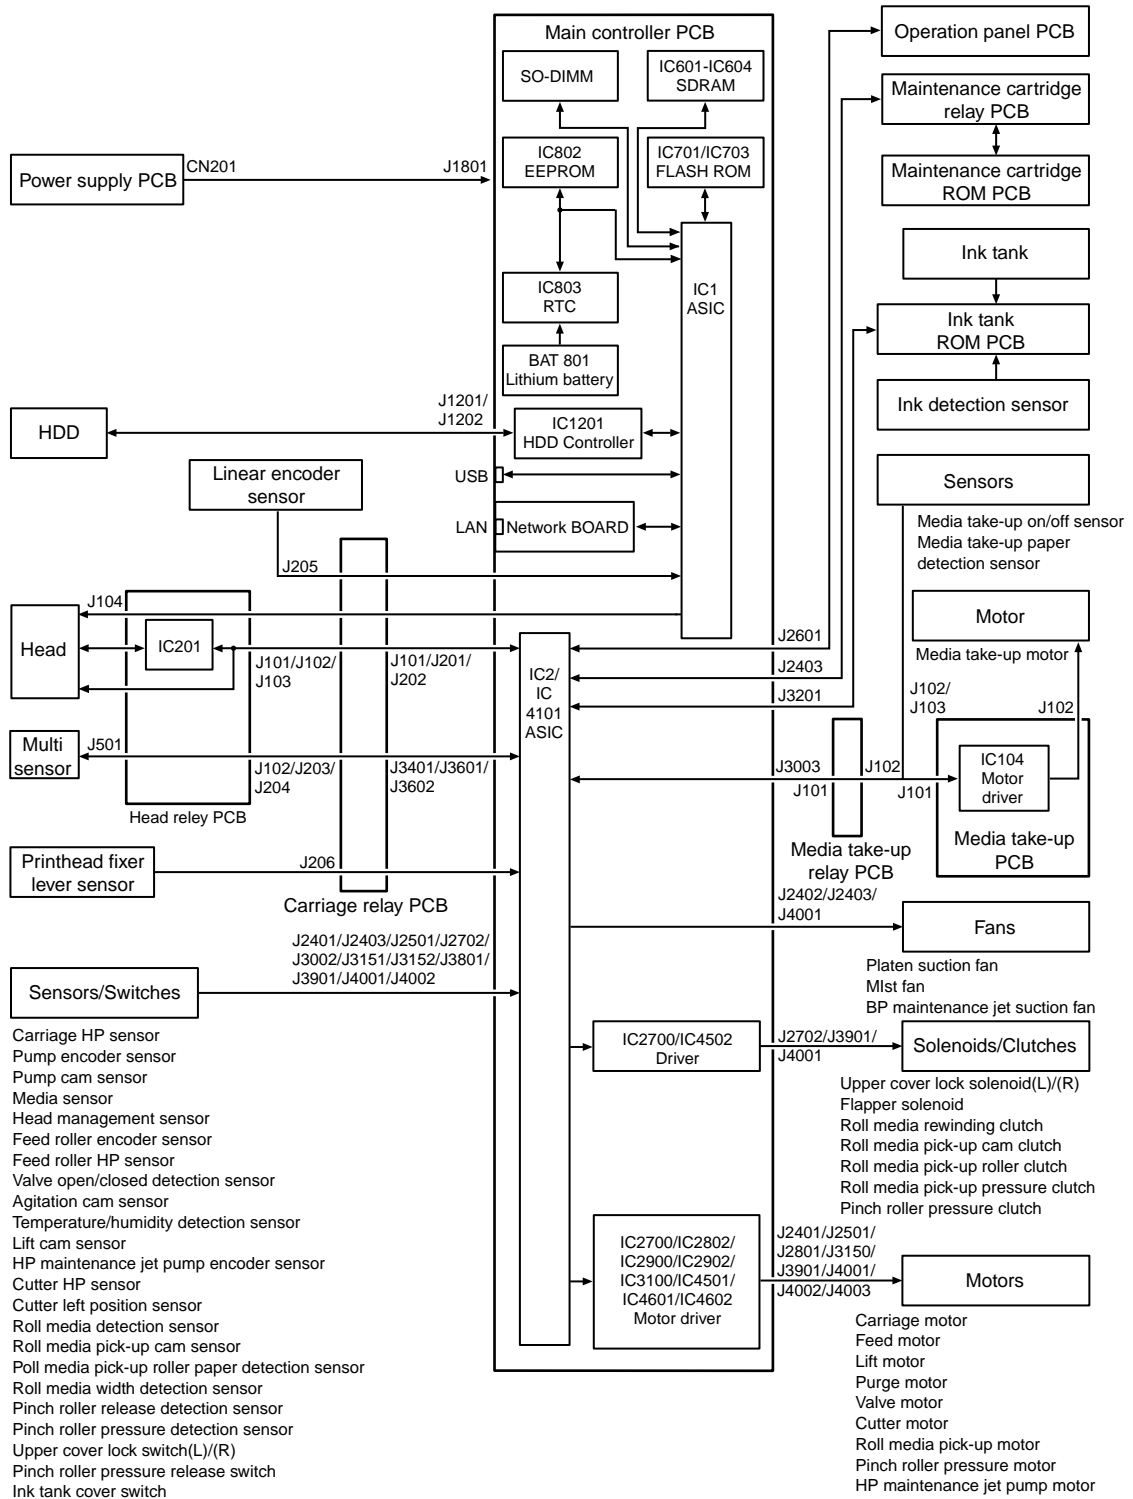 Main controller PCB
SO-DIMM
IC601-IC604
SDRAM
IC802
EEPROM
IC701/IC703
FLASH ROM
IC803
RTC
BAT 801
Lithium battery
IC1
ASIC
IC1201
HDD Controller
USB
LAN
Network BOARD
Power supply PCB
CN201
J1801
HDD
J1201/
J1202
Linear encoder
sensor
J205
J104
Head
IC201
J101/J102/
J103
J101/J201/
J202
Multi
sensor
J501
J102/J203/
J204
J3401/J3601/
J3602
Head reley PCB
Printhead fixer
lever sensor
J206
Carriage relay PCB
J2401/J2403/J2501/J2702/
J3002/J3151/J3152/J3801/
J3901/J4001/J4002
Sensors/Switches
Carriage HP sensor
Pump encoder sensor
Pump cam sensor
Media sensor
Head management sensor
Feed roller encoder sensor
Feed roller HP sensor
Valve open/closed detection sensor
Agitation cam sensor
Temperature/humidity detection sensor
Lift cam sensor
HP maintenance jet pump encoder sensor
Cutter HP sensor
Cutter left position sensor
Roll media detection sensor
Roll media pick-up cam sensor
Poll media pick-up roller paper detection sensor
Roll media width detection sensor
Pinch roller release detection sensor
Pinch roller pressure detection sensor
Upper cover lock switch(L)/(R)
Pinch roller pressure release switch
Ink tank cover switch
IC2/
IC
4101
ASIC
IC2700/IC4502
Driver
IC2700/IC2802/
IC2900/IC2902/
IC3100/IC4501/
IC4601/IC4602
Motor driver
Operation panel PCB
Maintenance cartridge
relay PCB
Maintenance cartridge
ROM PCB
Ink tank
Ink tank
ROM PCB
Ink detection sensor
Sensors
Media take-up on/off sensor
Media take-up paper
detection sensor
Motor
Media take-up motor
J2601
J2403
J3201
J102/
J103
J102
J3003
J101
J102
J101
IC104
Motor
driver
Media take-up
PCB
Media take-up
relay PCB
J2402/J2403/
J4001
Fans
Platen suction fan
MIst fan
BP maintenance jet suction fan
J2702/J3901/
J4001
Solenoids/Clutches
Upper cover lock solenoid(L)/(R)
Flapper solenoid
Roll media rewinding clutch
Roll media pick-up cam clutch
Roll media pick-up roller clutch
Roll media pick-up pressure clutch
Pinch roller pressure clutch
J2401/J2501/
J2801/J3150/
J3901/J4001/
J4002/J4003
Motors
Carriage motor
Feed motor
Lift motor
Purge motor
Valve motor
Cutter motor
Roll media pick-up motor
Pinch roller pressure motor
HP maintenance jet pump motor